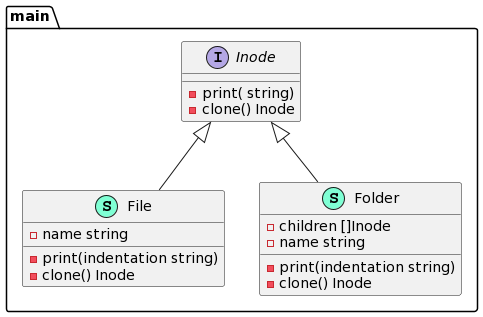 main
I Inode
print( string)
clone() Inode
S File
name string
print(indentation string)
clone() Inode
S Folder
children []Inode
name string
print(indentation string)
clone() Inode